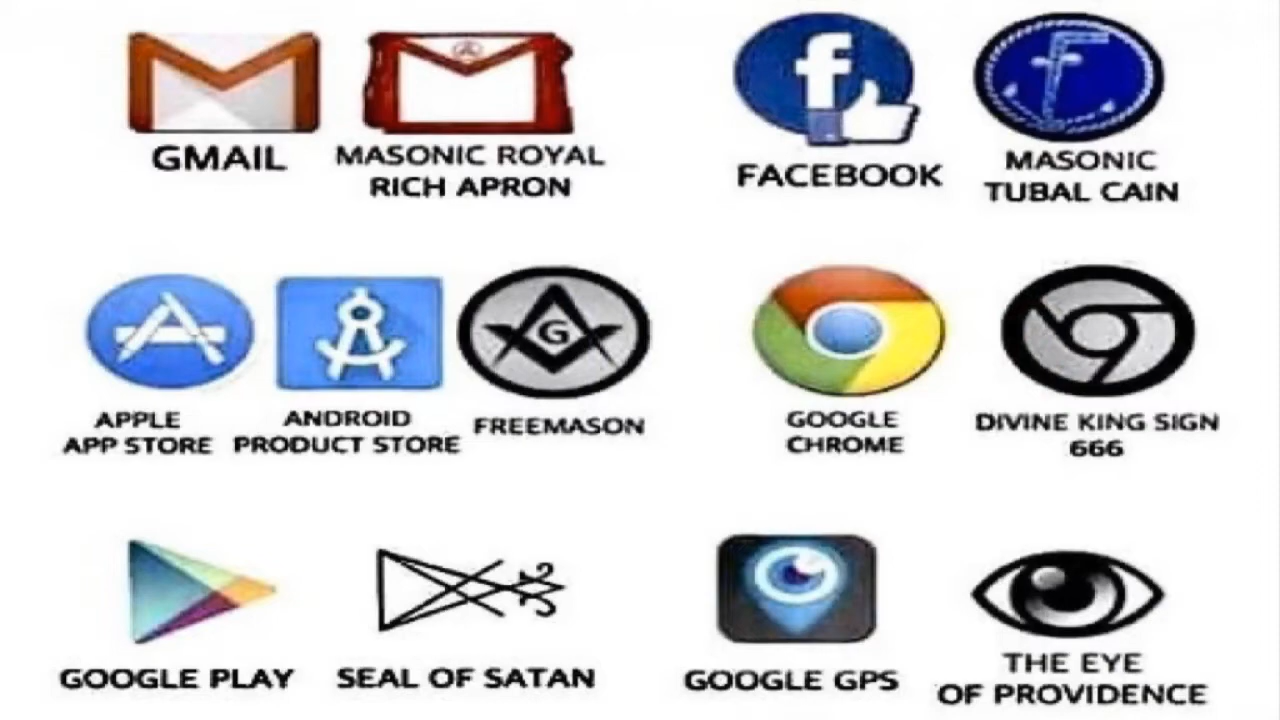 GMAIL
MASONIC ROYAL
RICH APRON
f
FACEBOOK
MASONIC
TUBAL CAIN
APPLE
APP STORE
ANDROID
PRODUCT STORE
G
FREEMASON
GOOGLE
CHROME
DIVINE KING SIGN
666
GOOGLE PLAY
SEAL OF SATAN
GOOGLE GPS
THE EYE
OF PROVIDENCE